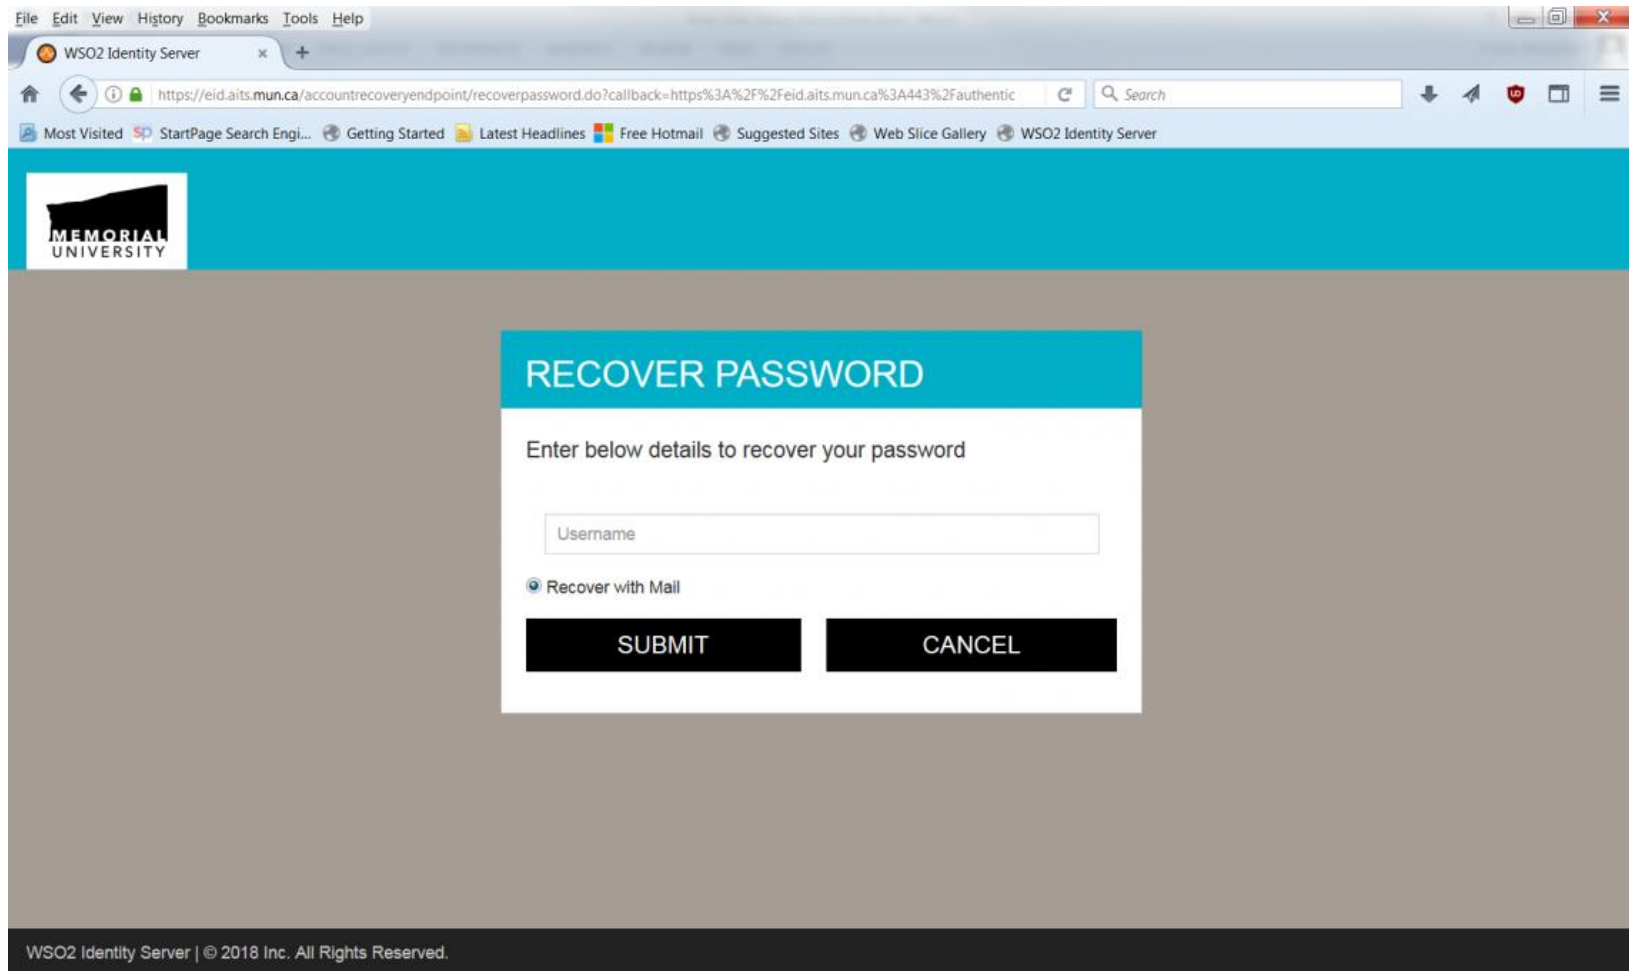 File Edit View History Bookmarks Tools Help
WSO2 Identity Server × +
https://eid.aits.mun.ca/accountrecoveryendpoint/recoverpassword.do?callback=https%3A%2F%2Feid.aits.mun.ca%3A443%2Fauthentic Search
Most Visited SP StartPage Search Engi... Getting Started Latest Headlines Free Hotmail Suggested Sites Web Slice Gallery WSO2 Identity Server
MEMORIAL
UNIVERSITY
RECOVER PASSWORD
Enter below details to recover your password
Username
Recover with Mail
SUBMIT CANCEL
WSO2 Identity Server | © 2018 Inc. All Rights Reserved.